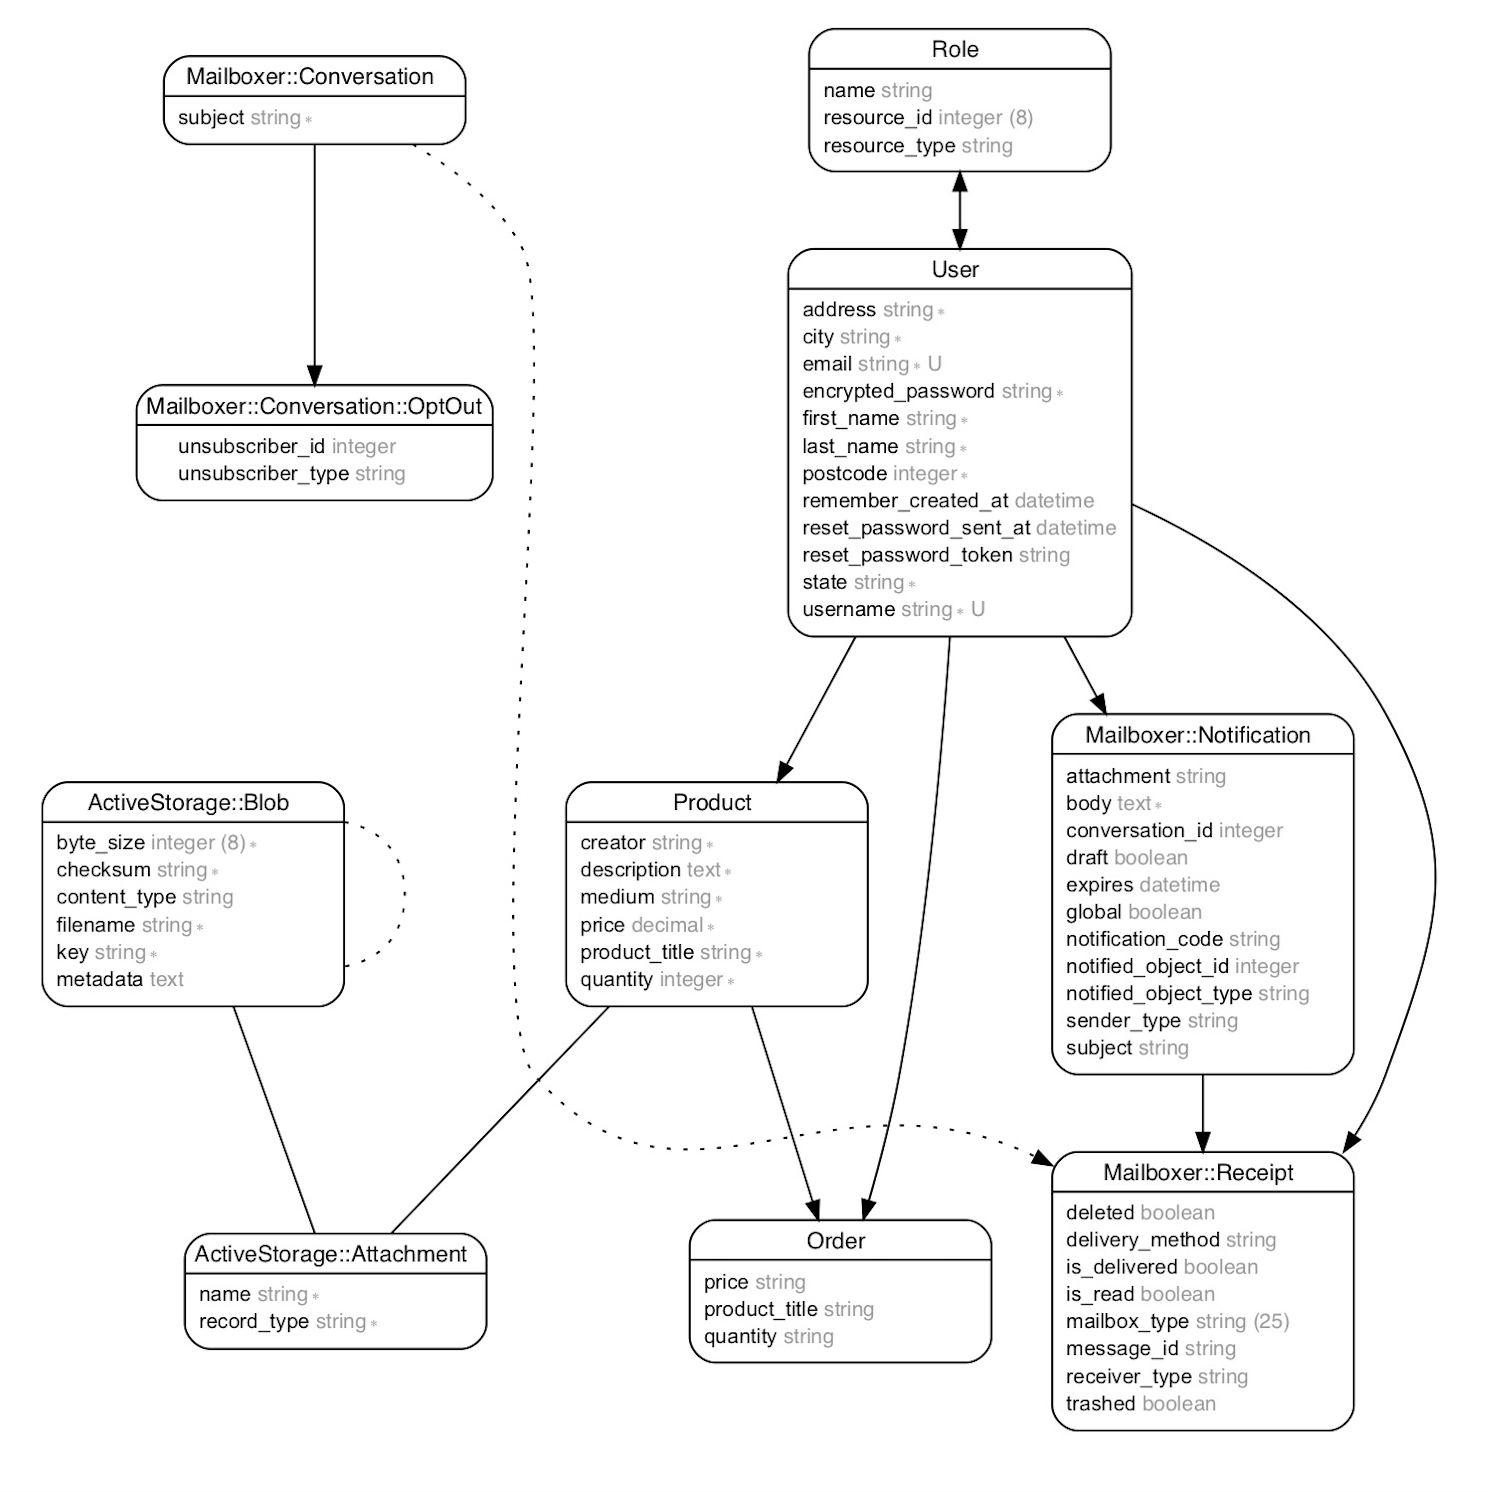 Mailboxer::Conversation
subject string *
Role
name string
resource_id integer (8)
resource_type string
User
address string *
city string *
email string * U
encrypted_password string *
first_name string *
last_name string *
postcode integer *
remember_created_at datetime
reset_password_sent_at datetime
reset_password_token string
state string *
username string * U
Mailboxer::Conversation::OptOut
unsubscriber_id integer
unsubscriber_type string
ActiveStorage::Blob
byte_size integer (8) *
checksum string *
content_type string
filename string *
key string *
metadata text
Product
creator string *
description text *
medium string *
price decimal *
product_title string *
quantity integer *
Mailboxer::Notification
attachment string
body text *
conversation_id integer
draft boolean
expires datetime
global boolean
notification_code string
notified_object_id integer
notified_object_type string
sender_type string
subject string
ActiveStorage::Attachment
name string *
record_type string *
Order
price string
product_title string
quantity string
Mailboxer::Receipt
deleted boolean
delivery_method string
is_delivered boolean
is_read boolean
mailbox_type string (25)
message_id string
receiver_type string
trashed boolean